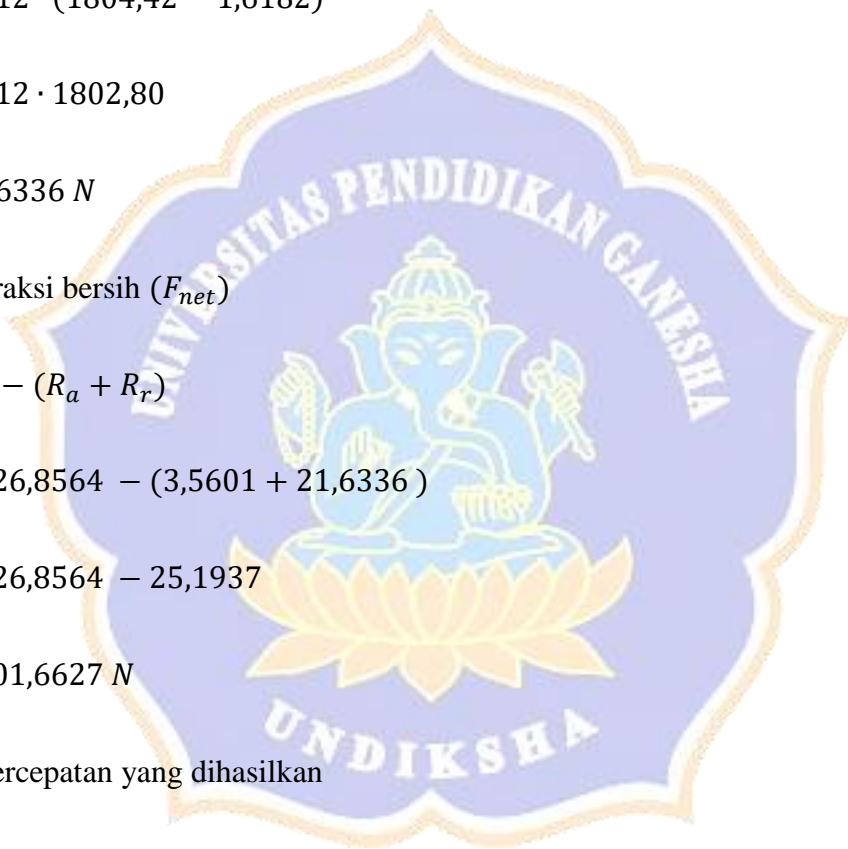 12 (1804,42 1,6182)
12 · 1802,80
6336 N
raksi bersih (F_net)
− (R_a + R_r)
26,8564 − (3,5601 + 21,6336 )
26,8564 − 25,1937
01,6627 N
ercepatan yang dihasilkan
UNIVERSITAS PENDIDIKAN GANESHA
UNDIKSHA